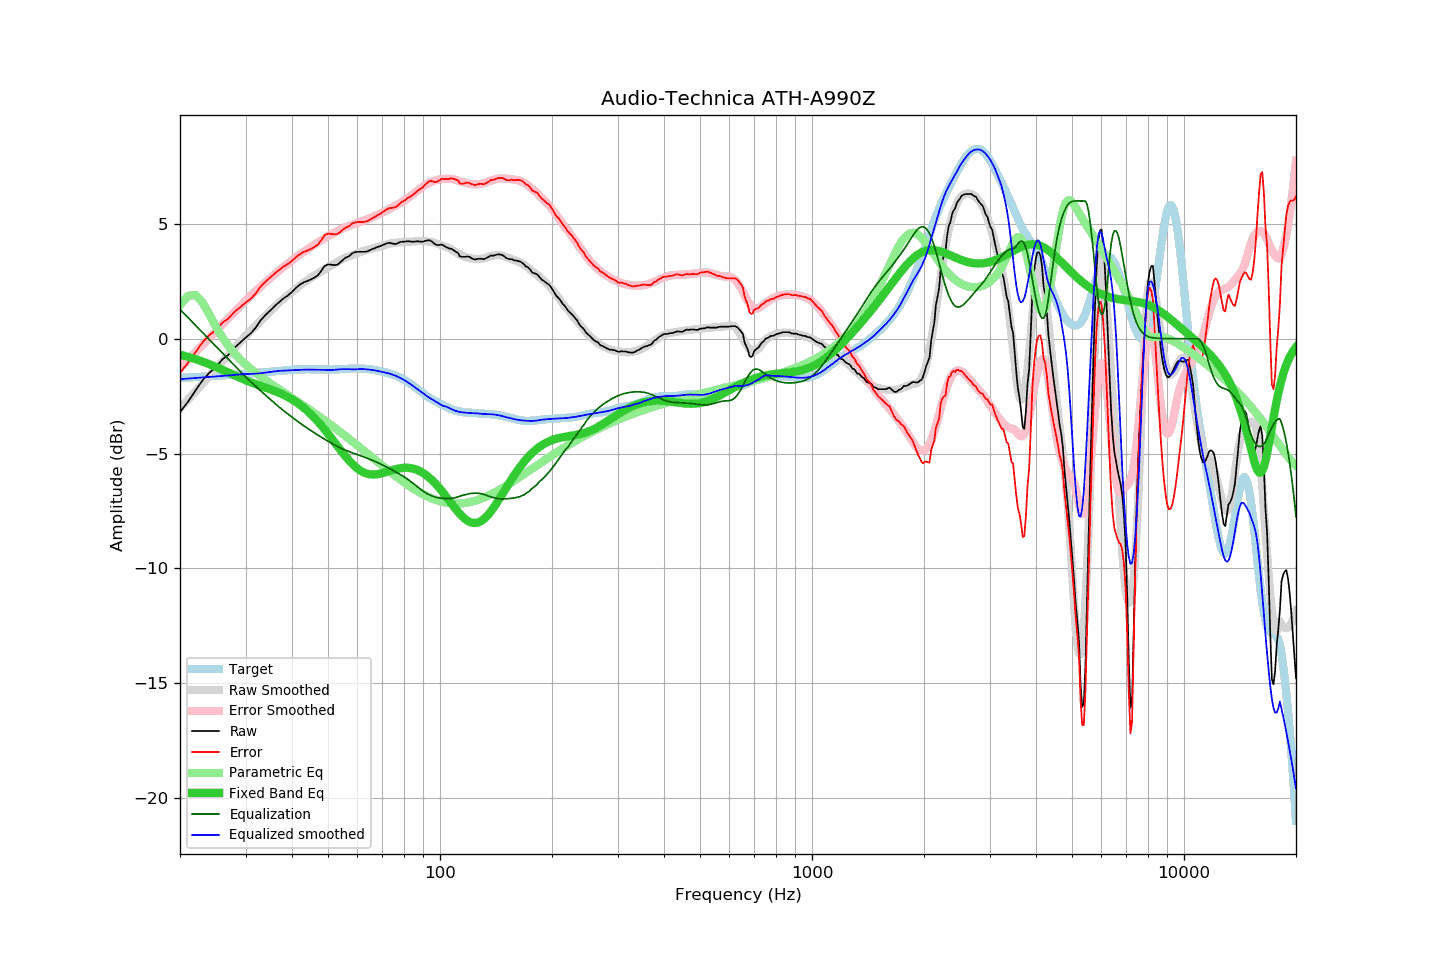 Audio-Technica ATH-A990Z
Amplitude (dBr)
5
0
−5
−10
−15
−20
Target
Raw Smoothed
Error Smoothed
Raw
Error
Parametric Eq
Fixed Band Eq
Equalization
Equalized smoothed
100
1000
10000
Frequency (Hz)